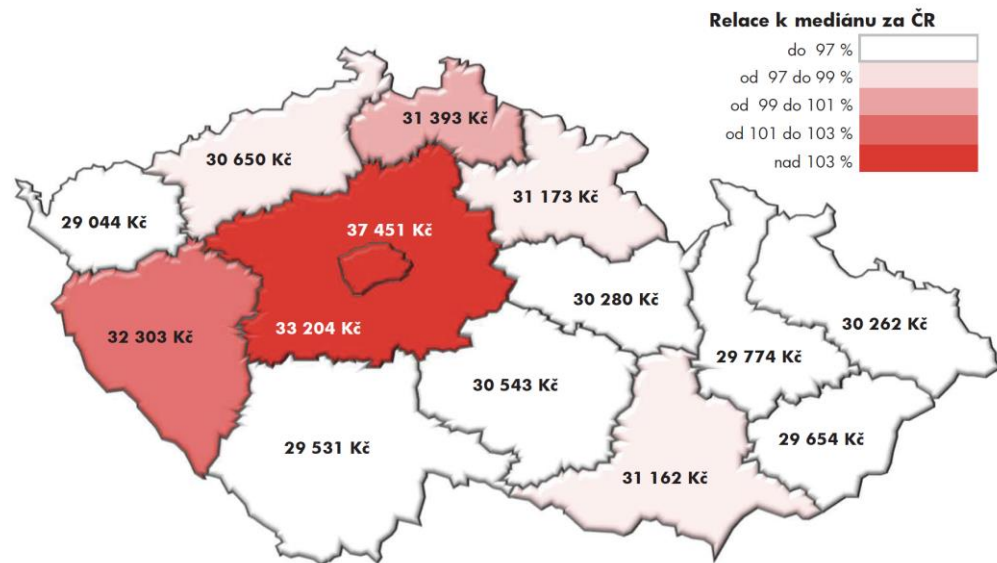 Relace k mediánu za ČR
do 97 %
od 97 do 99 %
od 99 do 101 %
od 101 do 103 %
nad 103 %
31 393 Kč
30 650 Kč
31 173 Kč
29 044 Kč
37 451 Kč
30 280 Kč
30 262 Kč
33 204 Kč
32 303 Kč
29 774 Kč
30 543 Kč
29 531 Kč
29 654 Kč
31 162 Kč